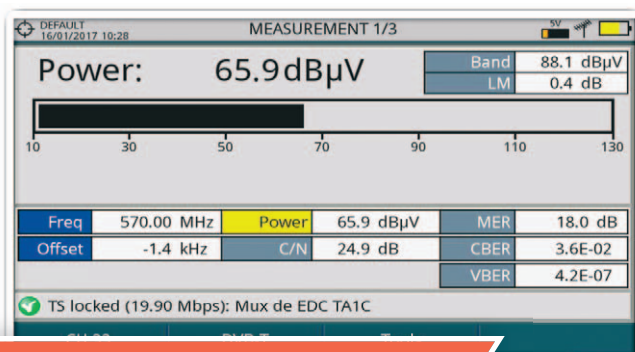 DEFAULT
16/01/2017 10:28
MEASUREMENT 1/3
5V
Power: 65.9 dBµV
Band 88.1 dBµV
LM 0.4 dB
10 30 50 70 90 110 130
Freq 570.00 MHz Power 65.9 dBµV MER 18.0 dB
Offset -1.4 kHz C/N 24.9 dB CBER 3.6E-02
VBER 4.2E-07
TS locked (19.90 Mbps): Mux de EDC TA1C